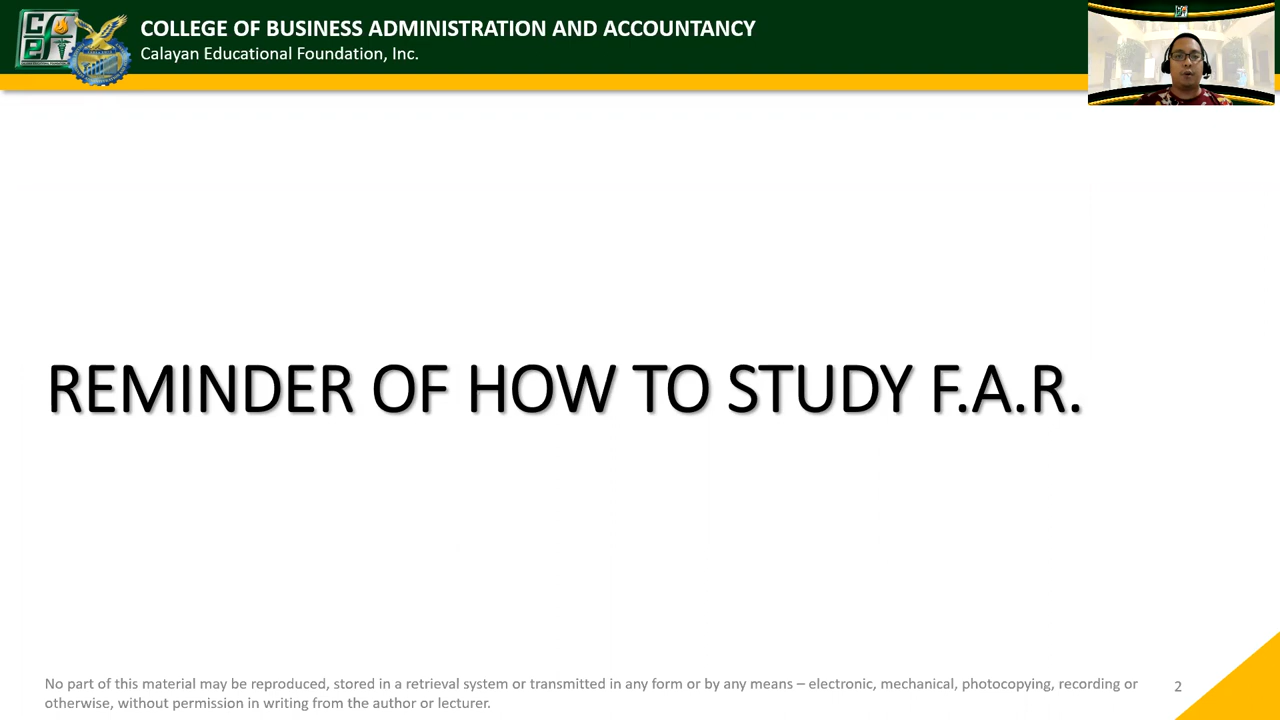 COLLEGE OF BUSINESS ADMINISTRATION AND ACCOUNTANCY
Calayan Educational Foundation, Inc.
REMINDER OF HOW TO STUDY F.A.R.
No part of this material may be reproduced, stored in a retrieval system or transmitted in any form or by any means – electronic, mechanical, photocopying, recording or
otherwise, without permission in writing from the author or lecturer.
2